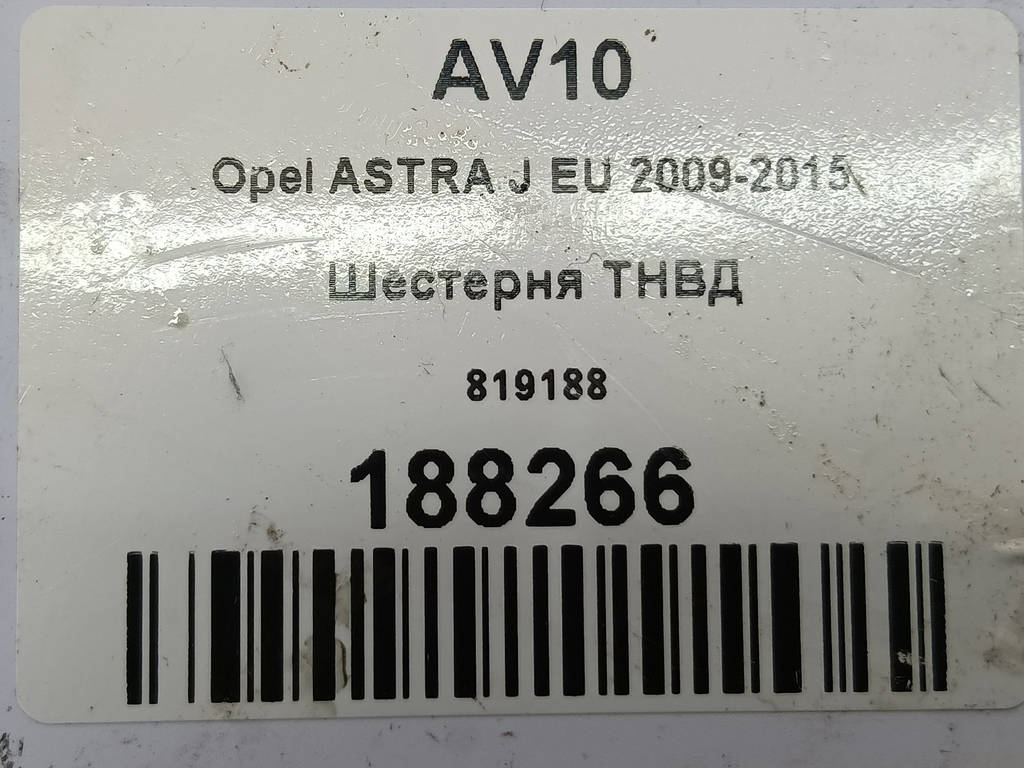 AV10
Opel ASTRA J EU 2009-2015
Шестерня ТНВД
819188
188266